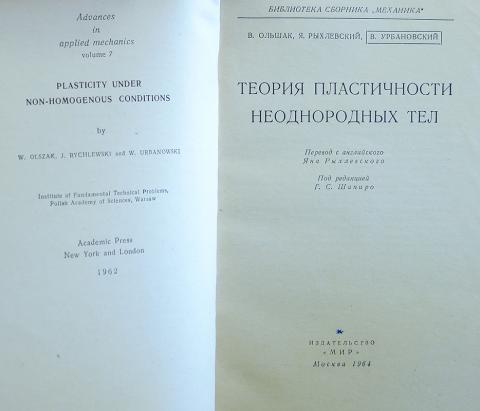 Advances
in
applied mechanics
volume 7
PLASTICITY UNDER
NON-HOMOGENOUS CONDITIONS
by
W. OLSZAK, J. RYCHLEWSKI and W. URBANOWSKI
Institute of Fundamental Technical Problems,
Polish Academy of Sciences, Warsaw
Academic Press
New York and London
1962
БИБЛИОТЕКА СБОРНИКА „МЕХАНИКА“
В. ОЛЬШАК, Я. РЫХЛЕВСКИЙ, В. УРБАНОВСКИЙ
ТЕОРИЯ ПЛАСТИЧНОСТИ
НЕОДНОРОДНЫХ ТЕЛ
Перевод с английского
Яна Рыхлевского
Под редакцией
Г. С. Шапиро
ИЗДАТЕЛЬСТВО
«МИР»
Москва 1964